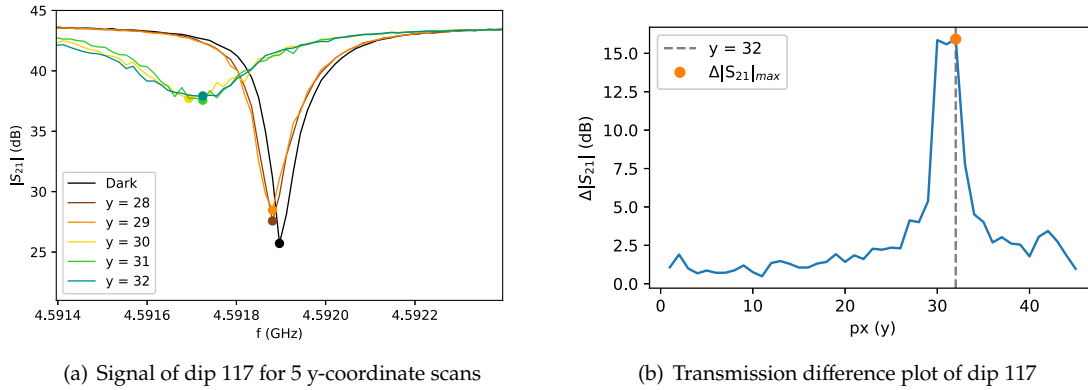 45
40
35
30
25
|S₂₁| (dB)
Dark
y = 28
y = 29
y = 30
y = 31
y = 32
4.5914 4.5916 4.5918 4.5920 4.5922
f (GHz)
(a) Signal of dip 117 for 5 y-coordinate scans
15.0
12.5
10.0
7.5
5.0
2.5
0.0
Δ|S₂₁| (dB)
y = 32
Δ|S₂₁|ₘₐₓ
0 10 20 30 40
px (y)
(b) Transmission difference plot of dip 117